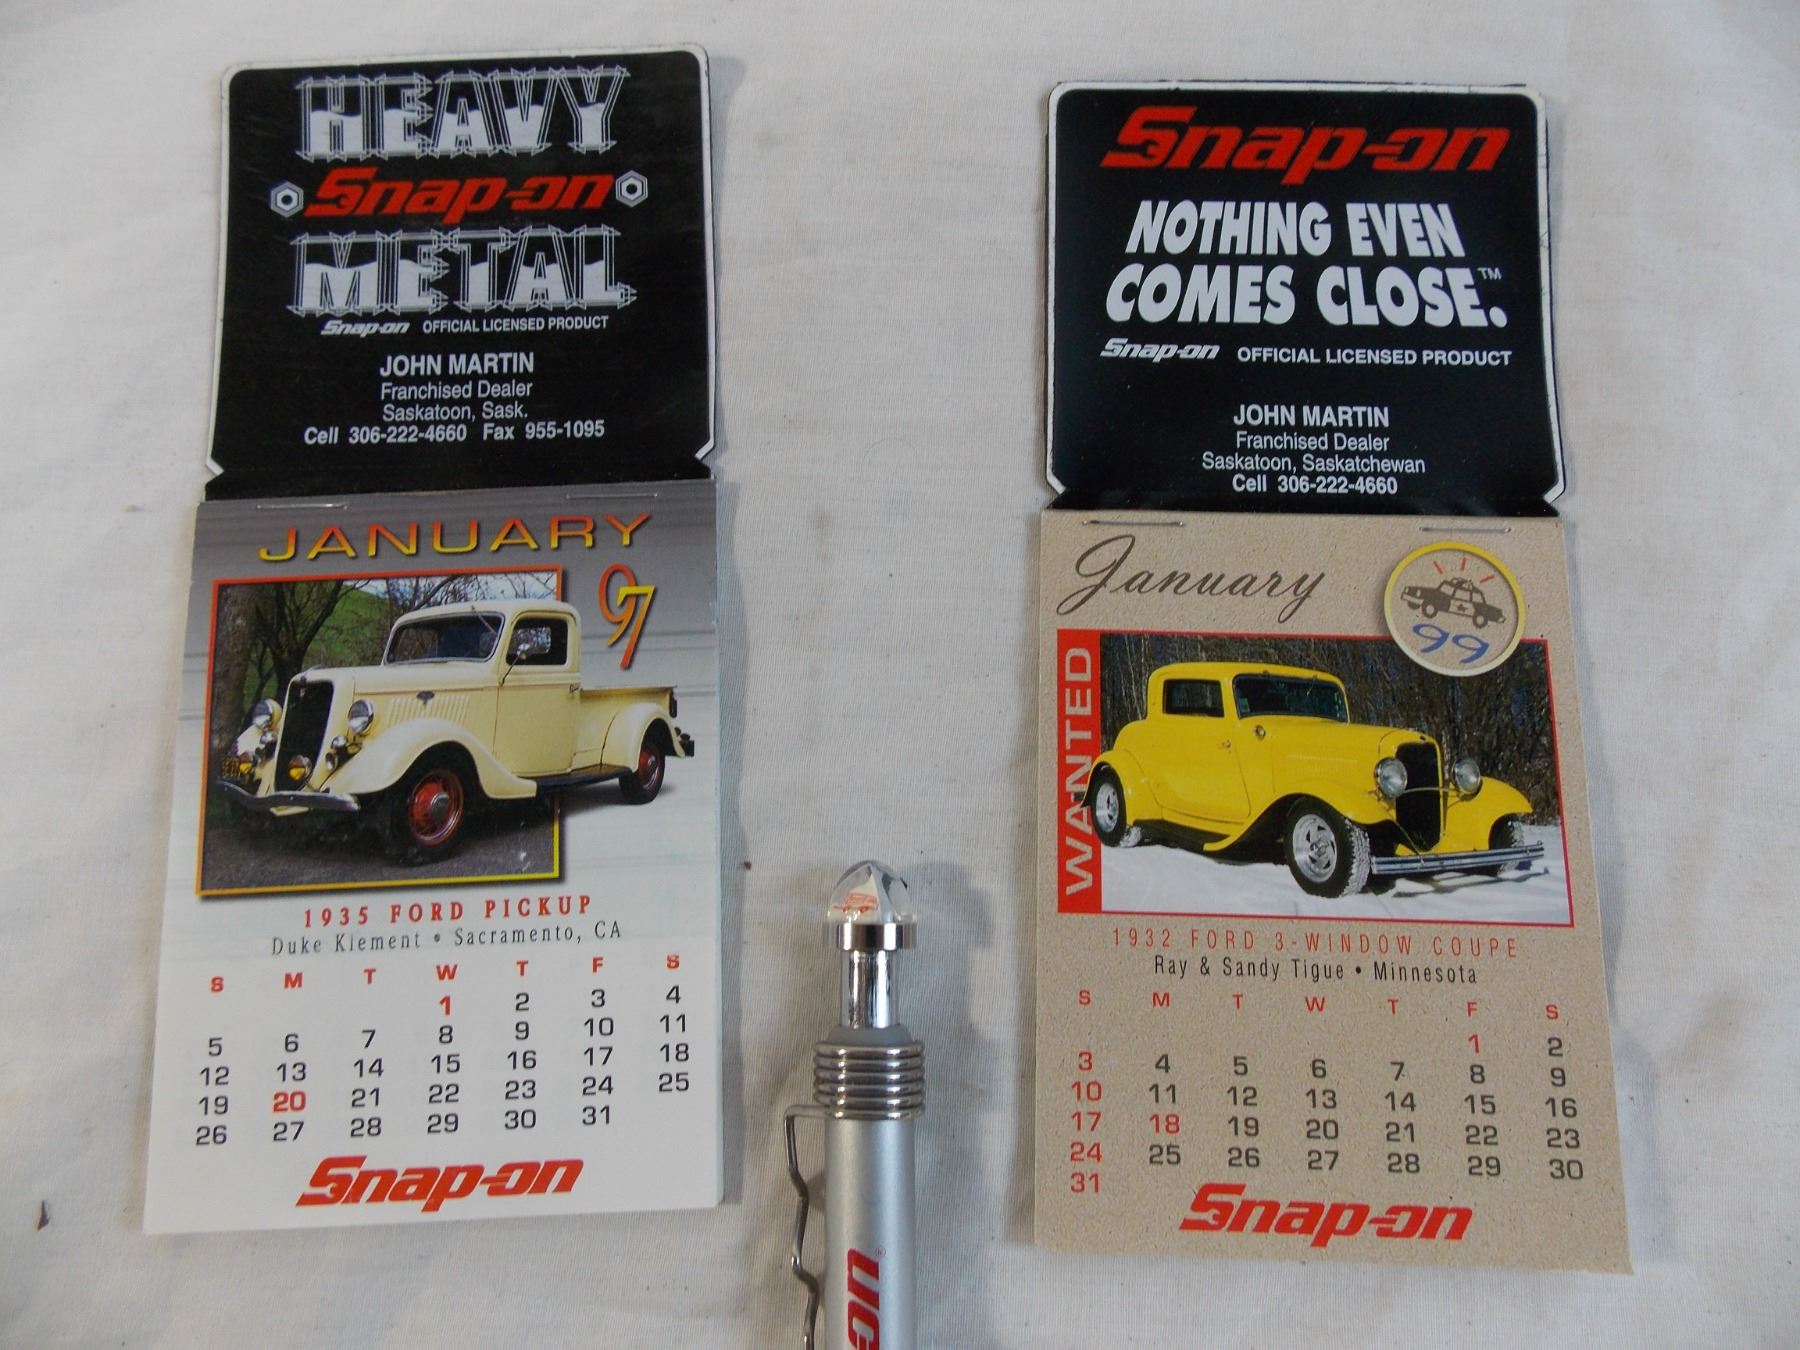 HEAVY
Snap-on
METAL
Snap-on OFFICIAL LICENSED PRODUCT
JOHN MARTIN
Franchised Dealer
Saskatoon, Sask.
Cell 306-222-4660 Fax 955-1095
JANUARY
97
1935 FORD PICKUP
Duke Klement • Sacramento, CA
S M T W T F S
1 2 3 4
5 6 7 8 9 10 11
12 13 14 15 16 17 18
19 20 21 22 23 24 25
26 27 28 29 30 31
Snap-on
Snap-on
NOTHING EVEN
COMES CLOSE.™
Snap-on OFFICIAL LICENSED PRODUCT
JOHN MARTIN
Franchised Dealer
Saskatoon, Saskatchewan
Cell 306-222-4660
January
99
WANTED
1932 FORD 3-WINDOW COUPE
Ray & Sandy Tigue • Minnesota
S M T W T F S
1 2
3 4 5 6 7 8 9
10 11 12 13 14 15 16
17 18 19 20 21 22 23
24 25 26 27 28 29 30
31
Snap-on
-on®